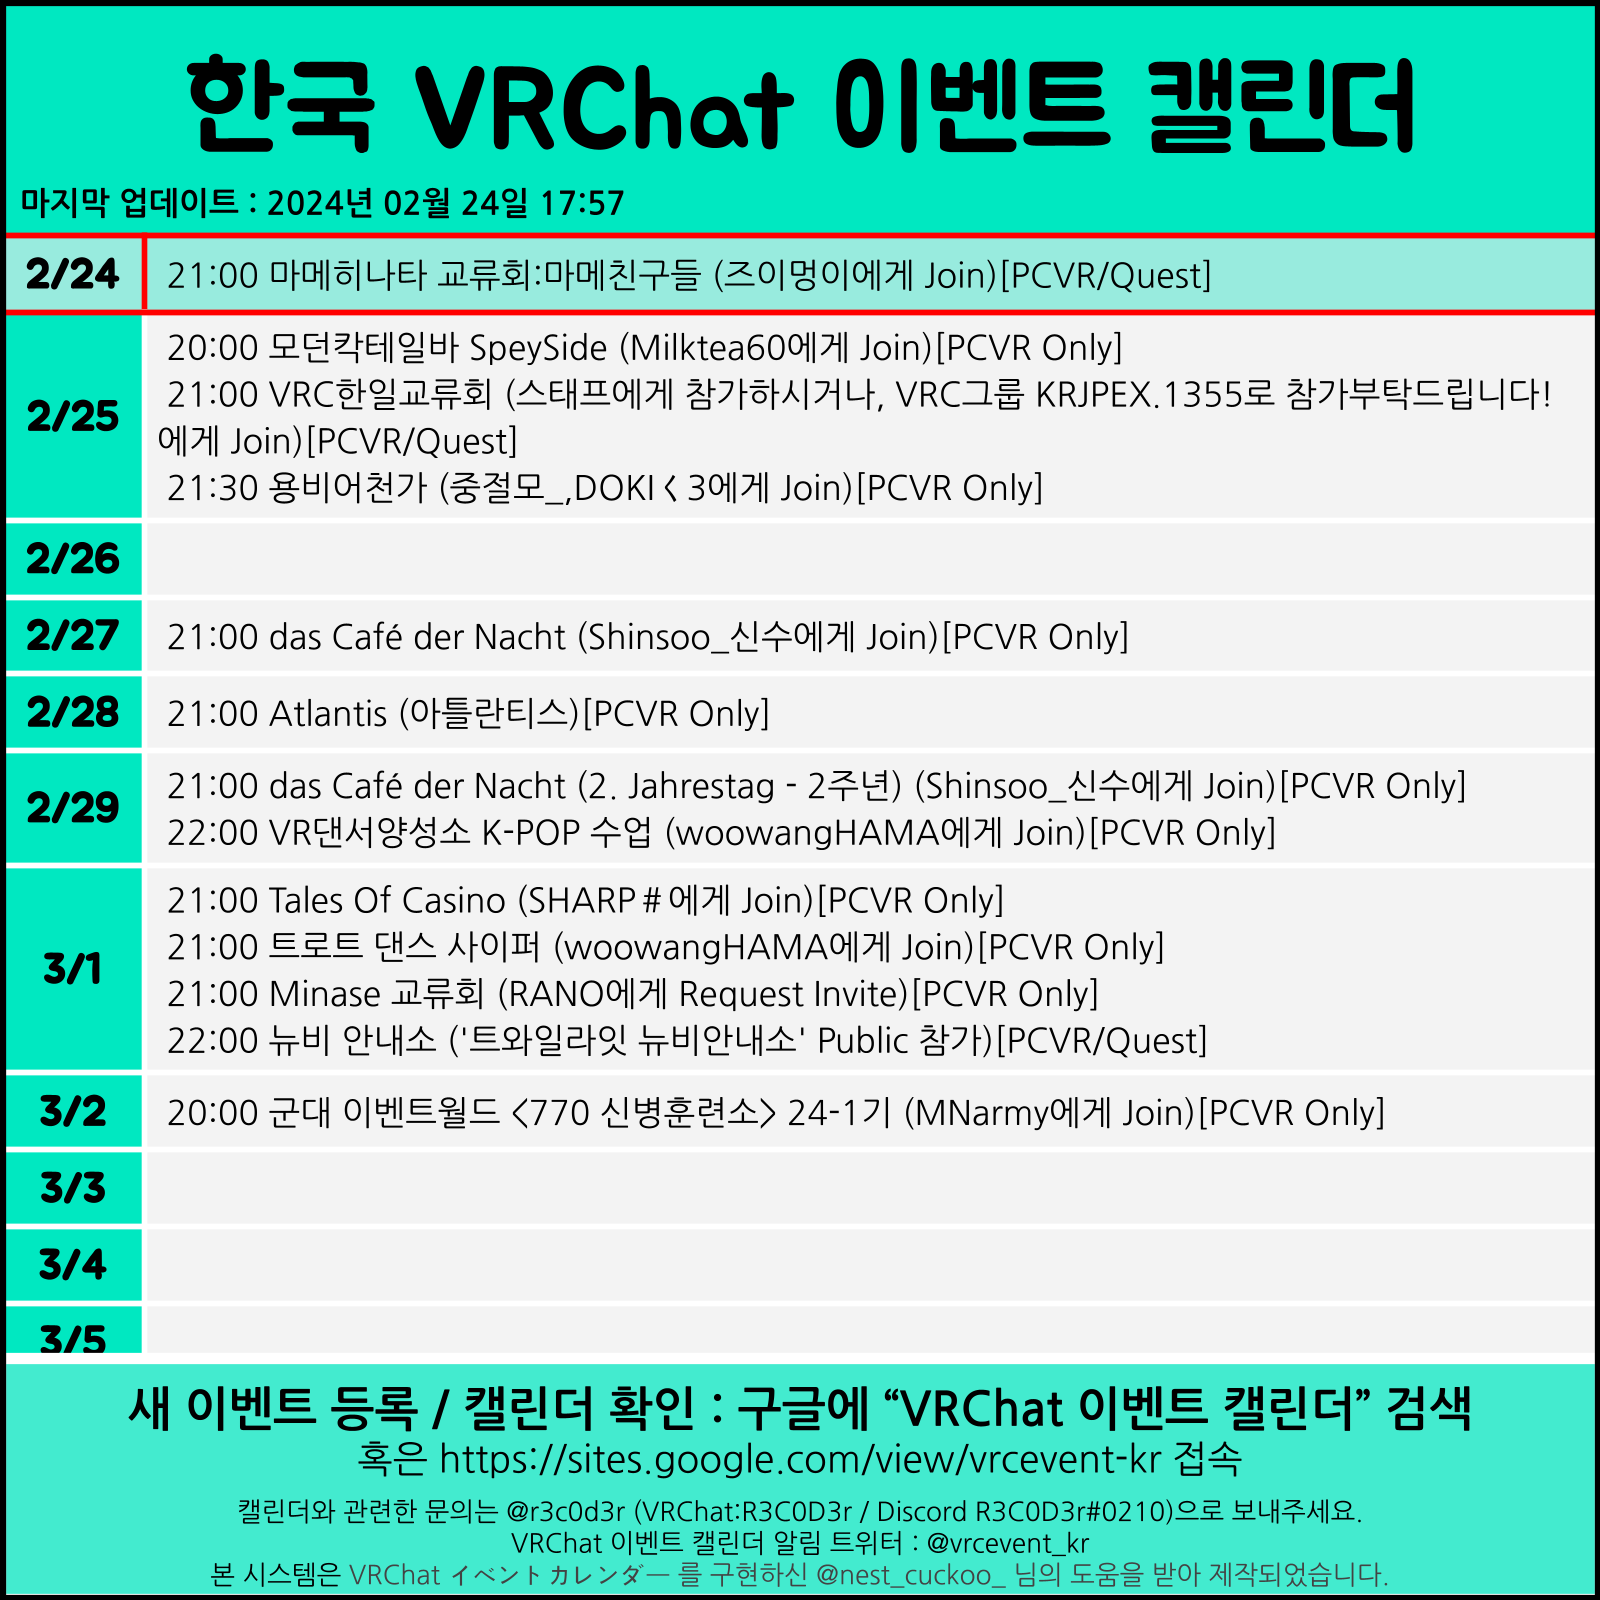 한국 VRChat 이벤트 캘린더
마지막 업데이트 : 2024년 02월 24일 17:57
2/24
21:00 마메히나타 교류회:마메친구들 (즈이멍이에게 Join)[PCVR/Quest]
2/25
20:00 모던칵테일바 SpeySide (Milktea60에게 Join)[PCVR Only]
21:00 VRC한일교류회 (스태프에게 참가하시거나, VRC그룹 KRJPEX.1355로 참가부탁드립니다!
에게 Join)[PCVR/Quest]
21:30 용비어천가 (중절모_,DOKIく3에게 Join)[PCVR Only]
2/26
2/27
21:00 das Café der Nacht (Shinsoo_신수에게 Join)[PCVR Only]
2/28
21:00 Atlantis (아틀란티스)[PCVR Only]
2/29
21:00 das Café der Nacht (2. Jahrestag - 2주년) (Shinsoo_신수에게 Join)[PCVR Only]
22:00 VR댄서양성소 K-POP 수업 (woowangHAMA에게 Join)[PCVR Only]
3/1
21:00 Tales Of Casino (SHARP＃에게 Join)[PCVR Only]
21:00 트로트 댄스 사이퍼 (woowangHAMA에게 Join)[PCVR Only]
21:00 Minase 교류회 (RANO에게 Request Invite)[PCVR Only]
22:00 뉴비 안내소 ('트와일라잇 뉴비안내소' Public 참가)[PCVR/Quest]
3/2
20:00 군대 이벤트월드 <770 신병훈련소> 24-1기 (MNarmy에게 Join)[PCVR Only]
3/3
3/4
3/5
새 이벤트 등록 / 캘린더 확인 : 구글에 “VRChat 이벤트 캘린더” 검색
혹은 https://sites.google.com/view/vrcevent-kr 접속
캘린더와 관련한 문의는 @r3c0d3r (VRChat:R3C0D3r / Discord R3C0D3r#0210)으로 보내주세요.
VRChat 이벤트 캘린더 알림 트위터 : @vrcevent_kr
본 시스템은 VRChat イベントカレンダー 를 구현하신 @nest_cuckoo_ 님의 도움을 받아 제작되었습니다.